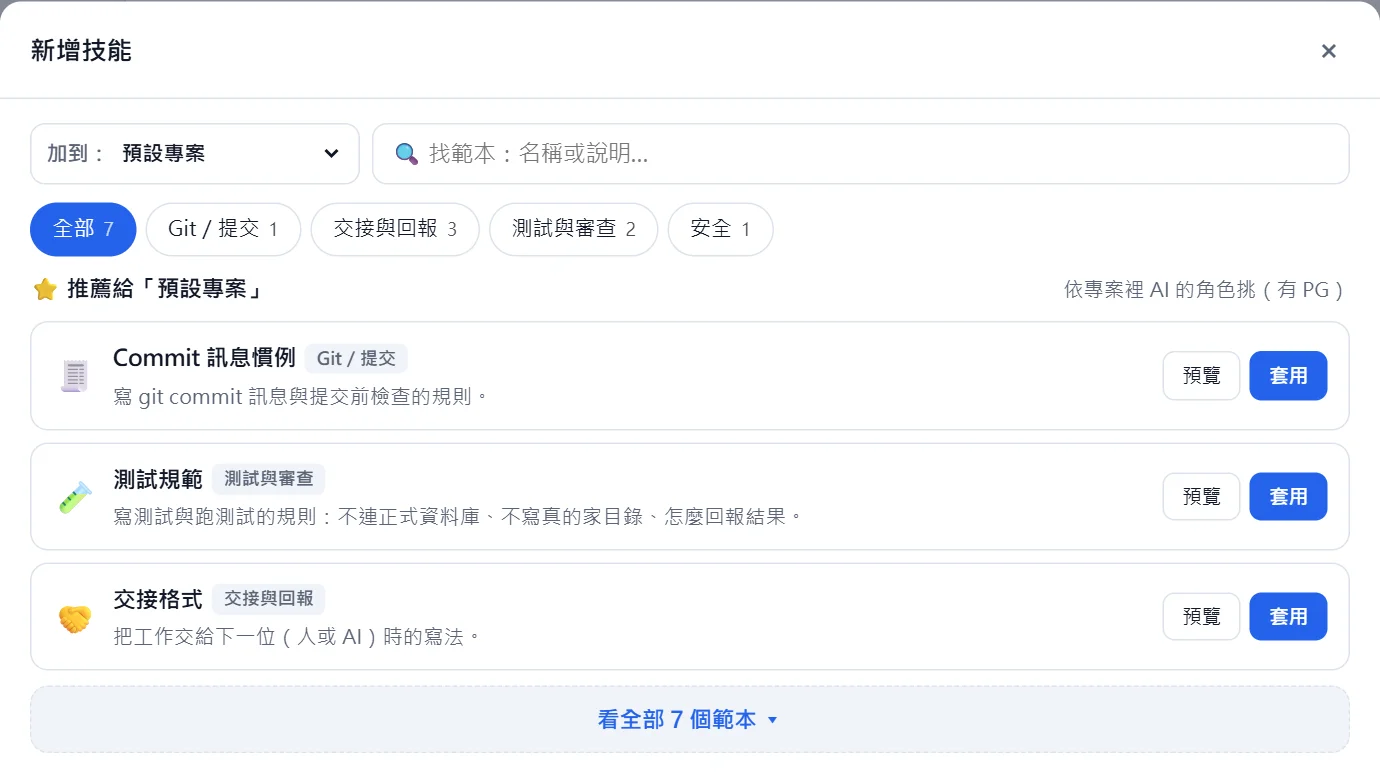 新增技能
加到： 預設專案
找範本：名稱或說明...
全部 7 Git / 提交 1 交接與回報 3 測試與審查 2 安全 1
推薦給「預設專案」 依專案裡 AI 的角色挑（有 PG）
Commit 訊息慣例 Git / 提交
寫 git commit 訊息與提交前檢查的規則。
預覽 套用
測試規範 測試與審查
寫測試與跑測試的規則：不連正式資料庫、不寫真的家目錄、怎麼回報結果。
預覽 套用
交接格式 交接與回報
把工作交給下一位（人或 AI）時的寫法。
預覽 套用
看全部 7 個範本